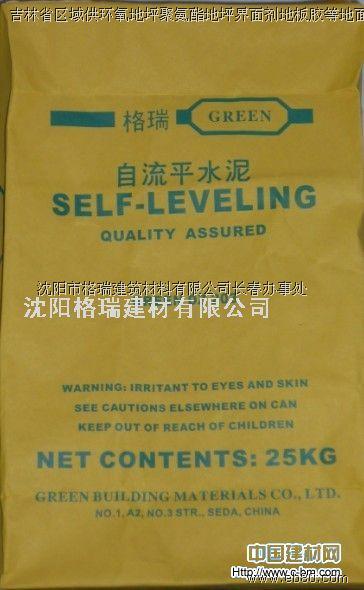 吉林省区域供环氧地坪聚氨酯地坪界面剂地板胶等地面
格瑞 GREEN
自流平水泥
SELF-LEVELING
QUALITY ASSURED
沈阳市格瑞建筑材料有限公司长春办事处
沈阳格瑞建材有限公司
WARNING: IRRITANT TO EYES AND SKIN
SEE CAUTIONS ELSEWHERE ON CAN
KEEP OUT OF REACH OF CHILDREN
NET CONTENTS: 25KG
GREEN BUILDING MATERIALS CO., LTD.
NO.1, A2, NO.3 STR., SEDA, CHINA
中国建材网
http://www.c-bm.com